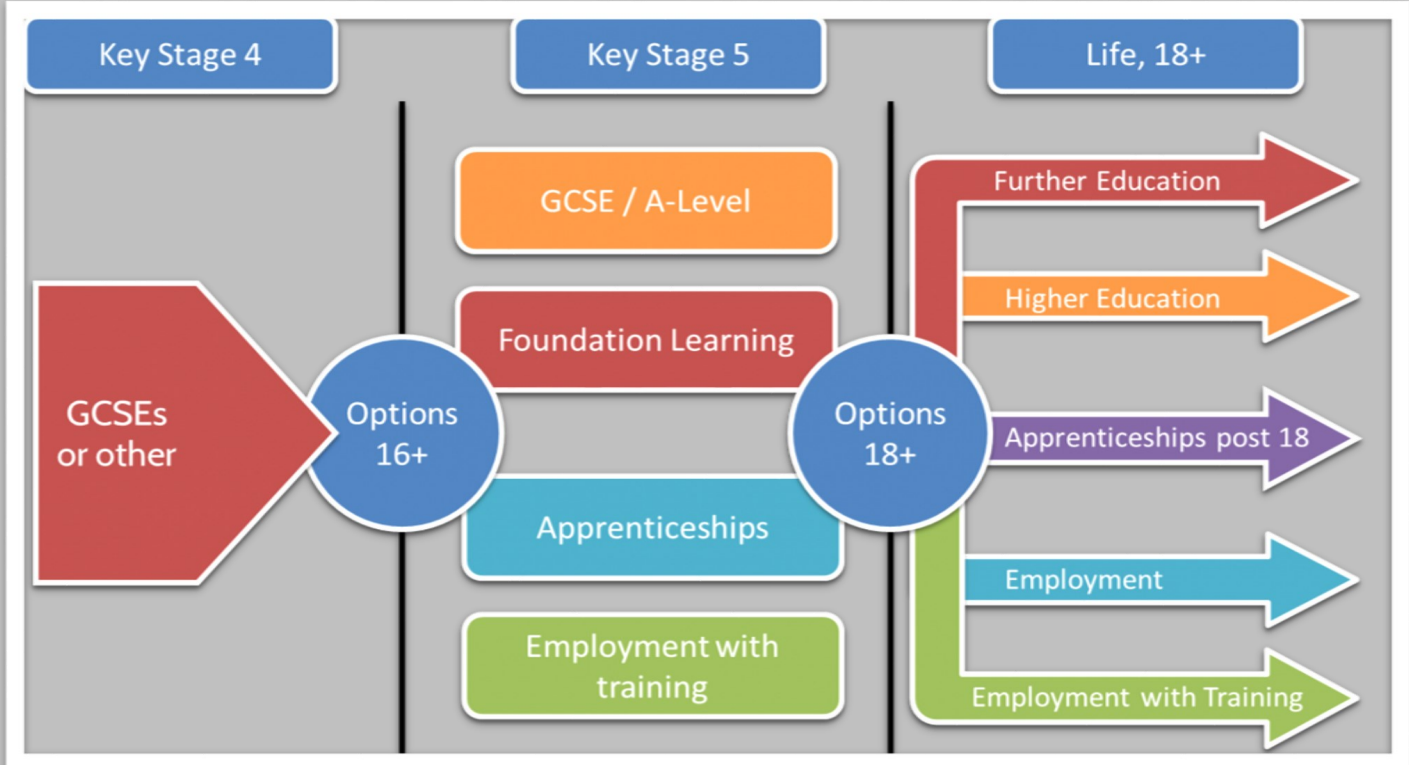 Key Stage 4
Key Stage 5
Life, 18+
GCSEs
or other
Options
16+
GCSE / A-Level
Foundation Learning
Apprenticeships
Employment with
training
Options
18+
Further Education
Higher Education
Apprenticeships post 18
Employment
Employment with Training